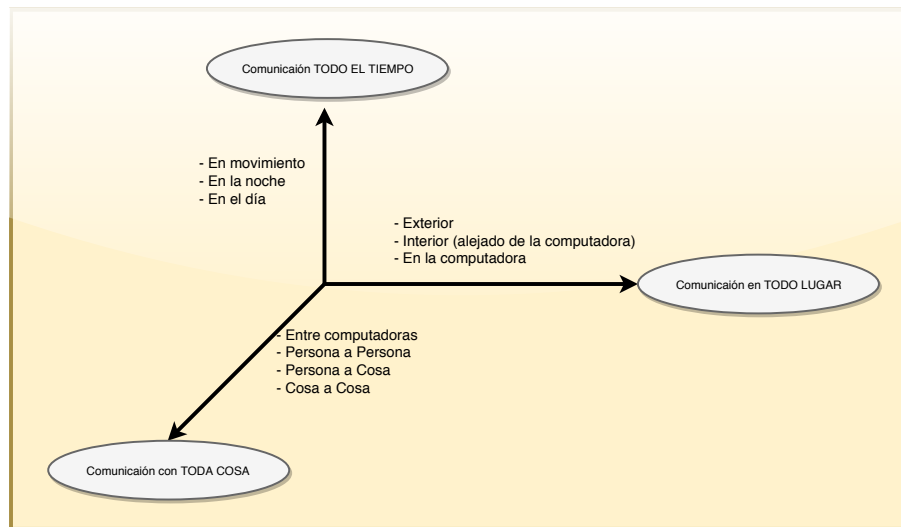 Comunicaión TODO EL TIEMPO
- En movimiento
- En la noche
- En el día
- Exterior
- Interior (alejado de la computadora)
- En la computadora
Comunicaión en TODO LUGAR
- Entre computadoras
- Persona a Persona
- Persona a Cosa
- Cosa a Cosa
Comunicaión con TODA COSA